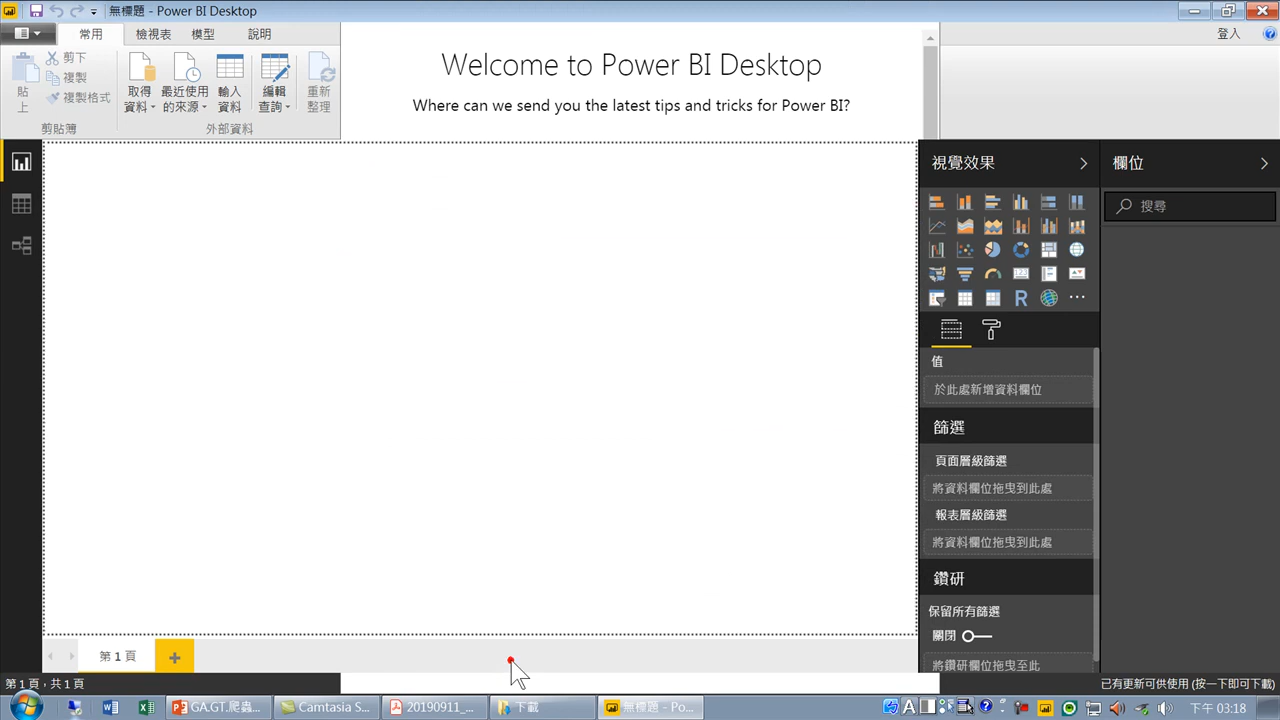 無標題 - Power BI Desktop
常用
檢視表
模型
說明
登入
剪下
複製
複製格式
貼上
剪貼簿
取得資料
最近使用的來源
輸入資料
編輯查詢
重新整理
外部資料
Welcome to Power BI Desktop
Where can we send you the latest tips and tricks for Power BI?
視覺效果
欄位
搜尋
R
值
於此處新增資料欄位
篩選
頁面層級篩選
將資料欄位拖曳到此處
報表層級篩選
將資料欄位拖曳到此處
鑽研
保留所有篩選
關閉
將鑽研欄位拖曳至此
第 1 頁
第 1 頁，共 1 頁
已有更新可供使用 (按一下即可下載)
GA.GT.爬蟲...
Camtasia S...
20190911_...
下載
無標題 - Po...
下午 03:18